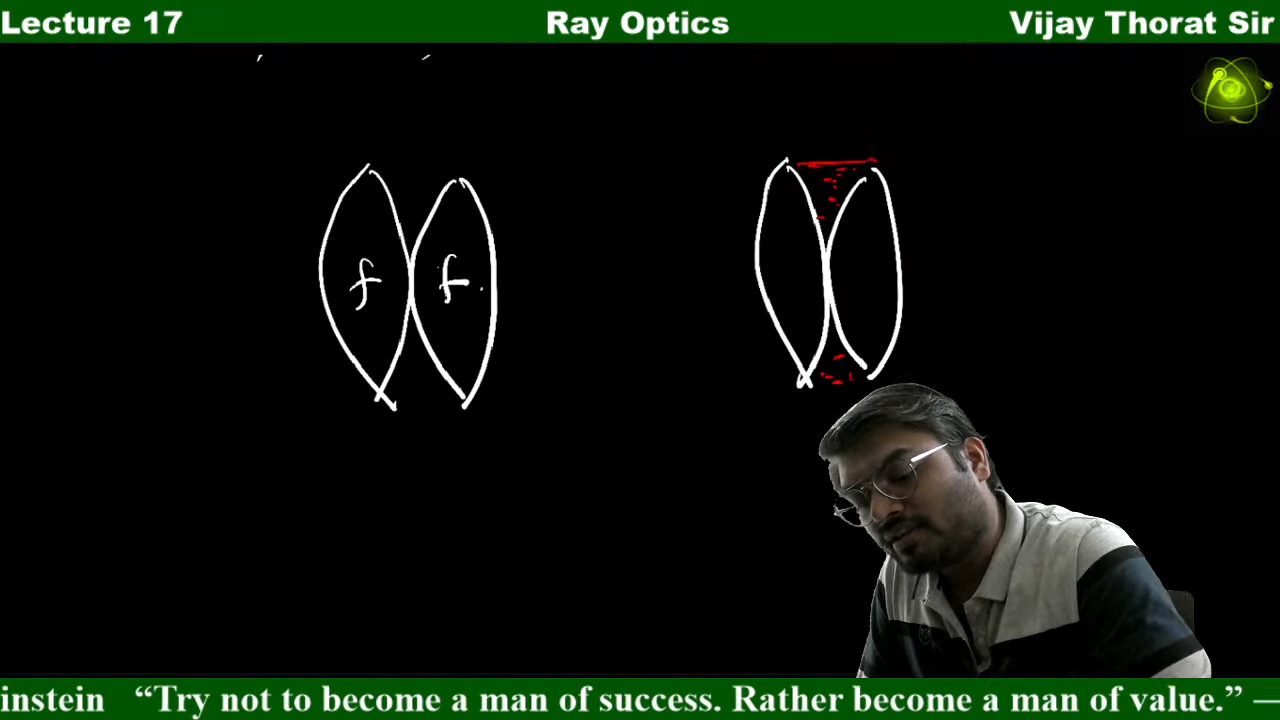 Lecture 17 Ray Optics Vijay Thorat Sir
f f
instein “Try not to become a man of success. Rather become a man of value.” —